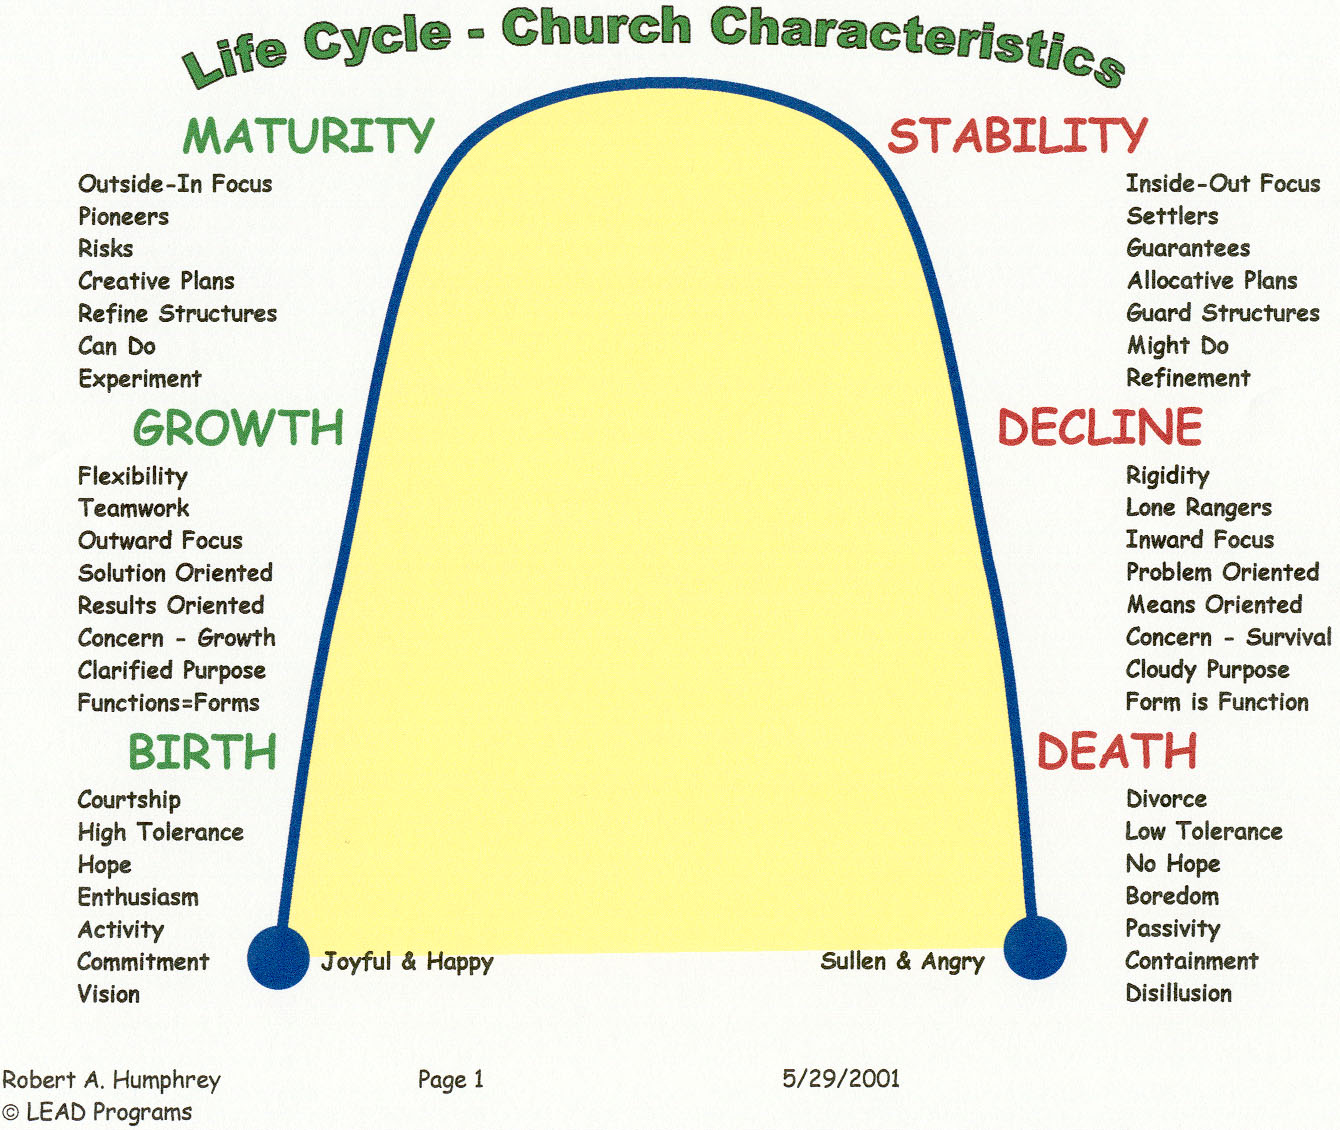 Life Cycle - Church Characteristics
MATURITY
Outside-In Focus
Pioneers
Risks
Creative Plans
Refine Structures
Can Do
Experiment
GROWTH
Flexibility
Teamwork
Outward Focus
Solution Oriented
Results Oriented
Concern - Growth
Clarified Purpose
Functions=Forms
BIRTH
Courtship
High Tolerance
Hope
Enthusiasm
Activity
Commitment
Vision
Joyful & Happy
STABILITY
Inside-Out Focus
Settlers
Guarantees
Allocative Plans
Guard Structures
Might Do
Refinement
DECLINE
Rigidity
Lone Rangers
Inward Focus
Problem Oriented
Means Oriented
Concern - Survival
Cloudy Purpose
Form is Function
DEATH
Divorce
Low Tolerance
No Hope
Boredom
Passivity
Containment
Disillusion
Sullen & Angry
Robert A. Humphrey
© LEAD Programs
Page 1
5/29/2001